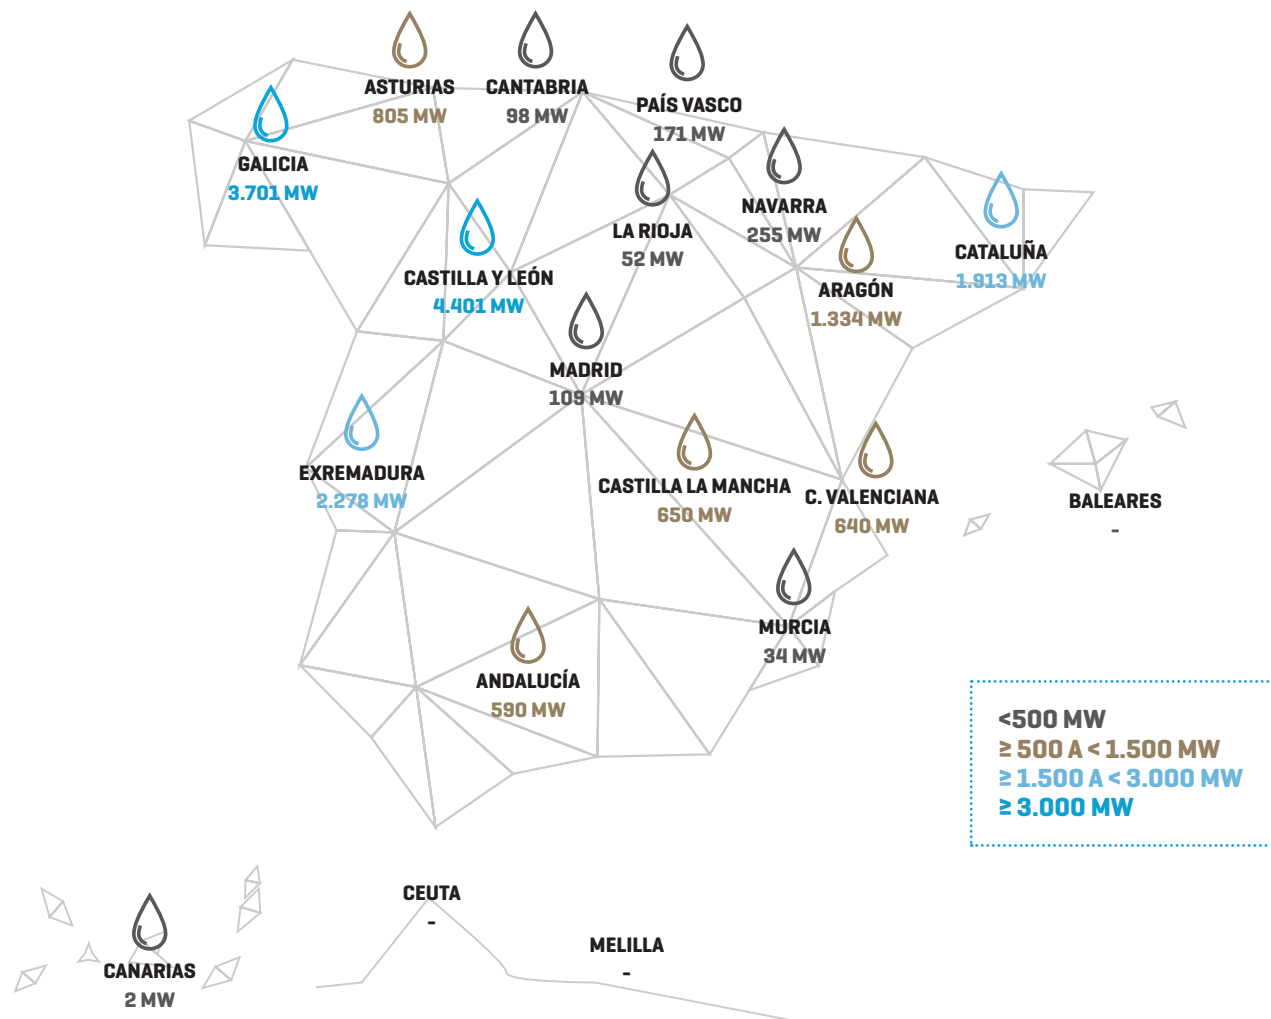 ASTURIAS
805 MW
CANTABRIA
98 MW
PAÍS VASCO
171 MW
GALICIA
3.701 MW
NAVARRA
255 MW
LA RIOJA
52 MW
CATALUÑA
1.913 MW
CASTILLA Y LEÓN
4.401 MW
ARAGÓN
1.334 MW
MADRID
109 MW
EXREMADURA
2.278 MW
CASTILLA LA MANCHA
650 MW
C. VALENCIANA
640 MW
BALEARES
-
MURCIA
34 MW
ANDALUCÍA
590 MW
<500 MW
≥ 500 A < 1.500 MW
≥ 1.500 A < 3.000 MW
≥ 3.000 MW
CEUTA
-
MELILLA
-
CANARIAS
2 MW